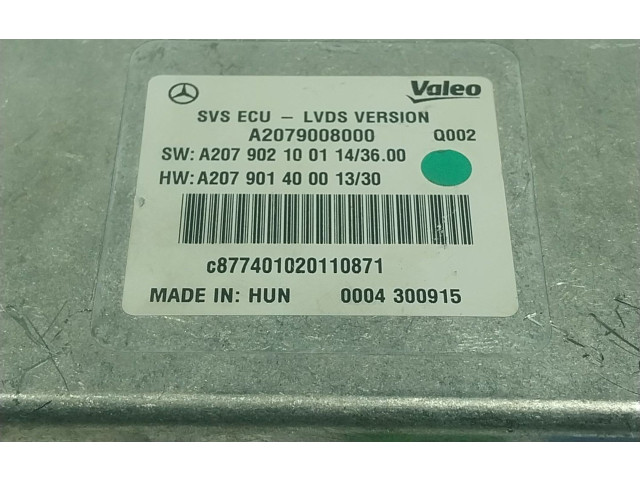 Valeo
SVS ECU – LVDS VERSION
A2079008000 Q002
SW: A207 902 10 01 14/36.00
HW: A207 901 40 00 13/30
c877401020110871
MADE IN: HUN 0004 300915